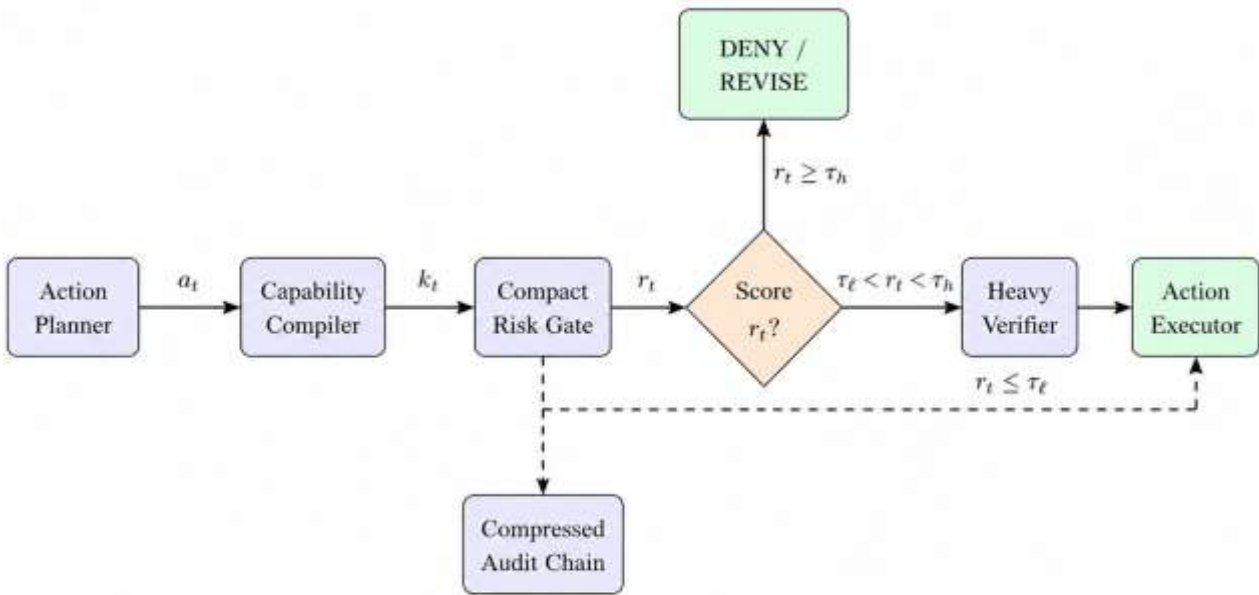 DENY /
REVISE
r_t ≥ τ_h
Action
Planner
a_t
Capability
Compiler
k_t
Compact
Risk Gate
r_t
Score
r_t?
τ_ℓ < r_t < τ_h
Heavy
Verifier
Action
Executor
r_t ≤ τ_ℓ
Compressed
Audit Chain